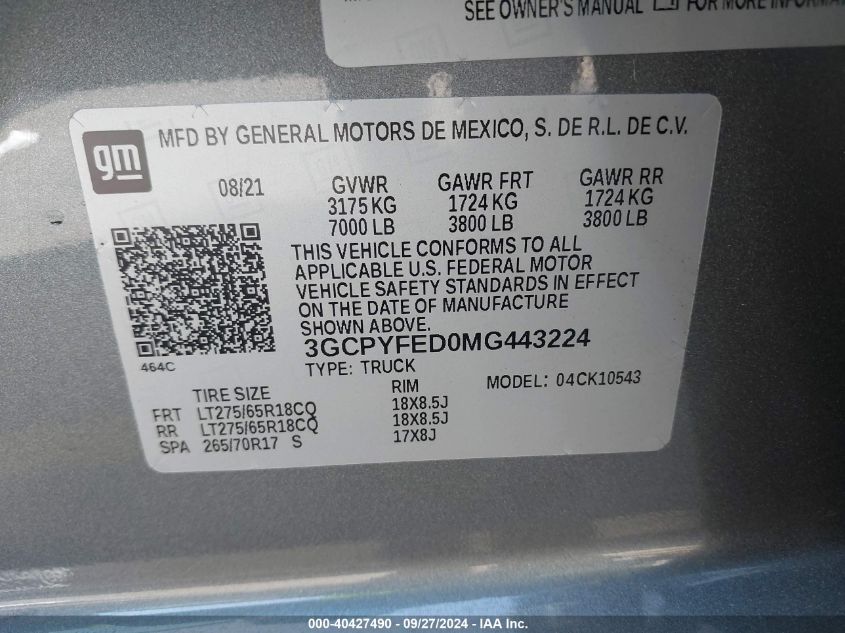 SEE OWNER'S MANUAL FOR MORE INFORMA
gm
MFD BY GENERAL MOTORS DE MEXICO, S. DE R.L. DE C.V.
08/21 GVWR GAWR FRT GAWR RR
3175 KG 1724 KG 1724 KG
7000 LB 3800 LB 3800 LB
THIS VEHICLE CONFORMS TO ALL
APPLICABLE U.S. FEDERAL MOTOR
VEHICLE SAFETY STANDARDS IN EFFECT
ON THE DATE OF MANUFACTURE
SHOWN ABOVE.
3GCPYFED0MG443224
464C
TYPE: TRUCK MODEL: 04CK10543
TIRE SIZE RIM
FRT LT275/65R18CQ 18X8.5J
RR LT275/65R18CQ 18X8.5J
SPA 265/70R17 S 17X8J
000-40427490 - 09/27/2024 - IAA Inc.